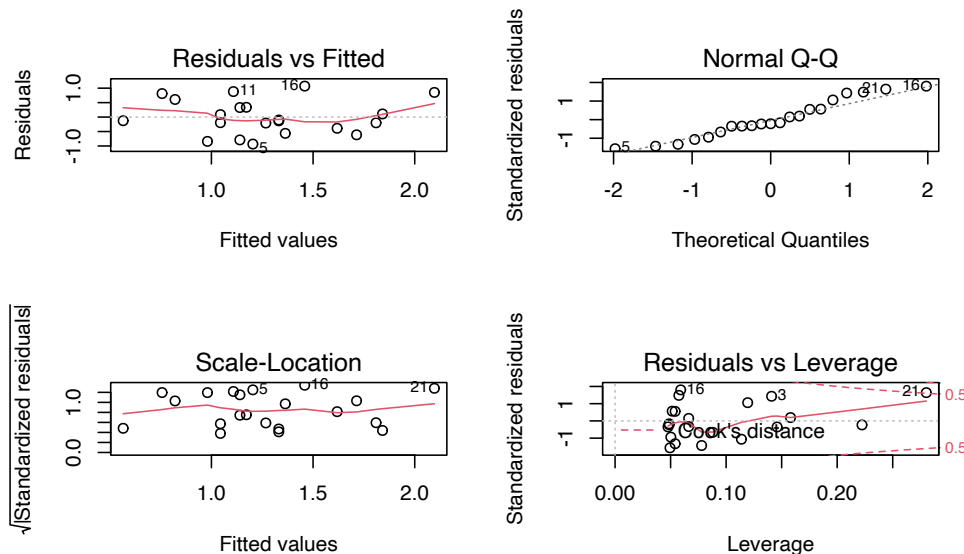 Residuals vs Fitted
Residuals
1.0
-1.0
11
16
5
1.0
1.5
2.0
Fitted values
Normal Q-Q
Standardized residuals
1
-1
5
21
16
-2
-1
0
1
2
Theoretical Quantiles
Scale-Location
√|Standardized residuals|
1.0
0.0
5
16
21
1.0
1.5
2.0
Fitted values
Residuals vs Leverage
Standardized residuals
1
-1
16
3
21
0.5
Cook's distance
0.5
0.00
0.10
0.20
Leverage